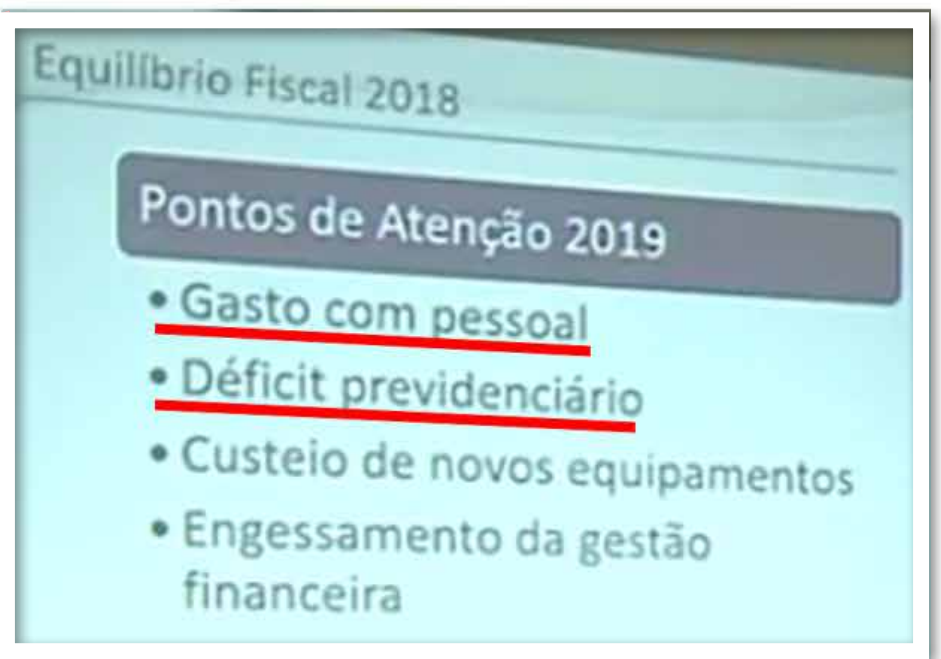 Equilíbrio Fiscal 2018
Pontos de Atenção 2019
• Gasto com pessoal
• Déficit previdenciário
• Custeio de novos equipamentos
• Engessamento da gestão
financeira